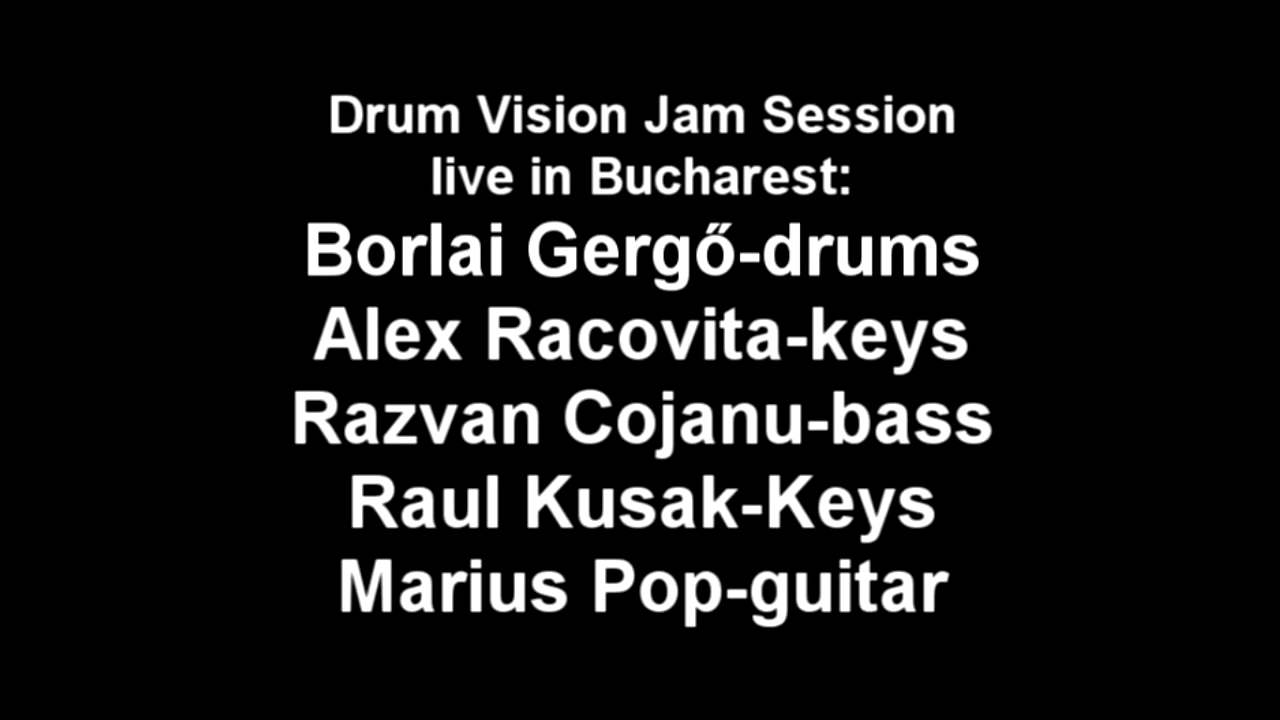 Drum Vision Jam Session
live in Bucharest:
Borlai Gergő-drums
Alex Racovita-keys
Razvan Cojanu-bass
Raul Kusak-Keys
Marius Pop-guitar